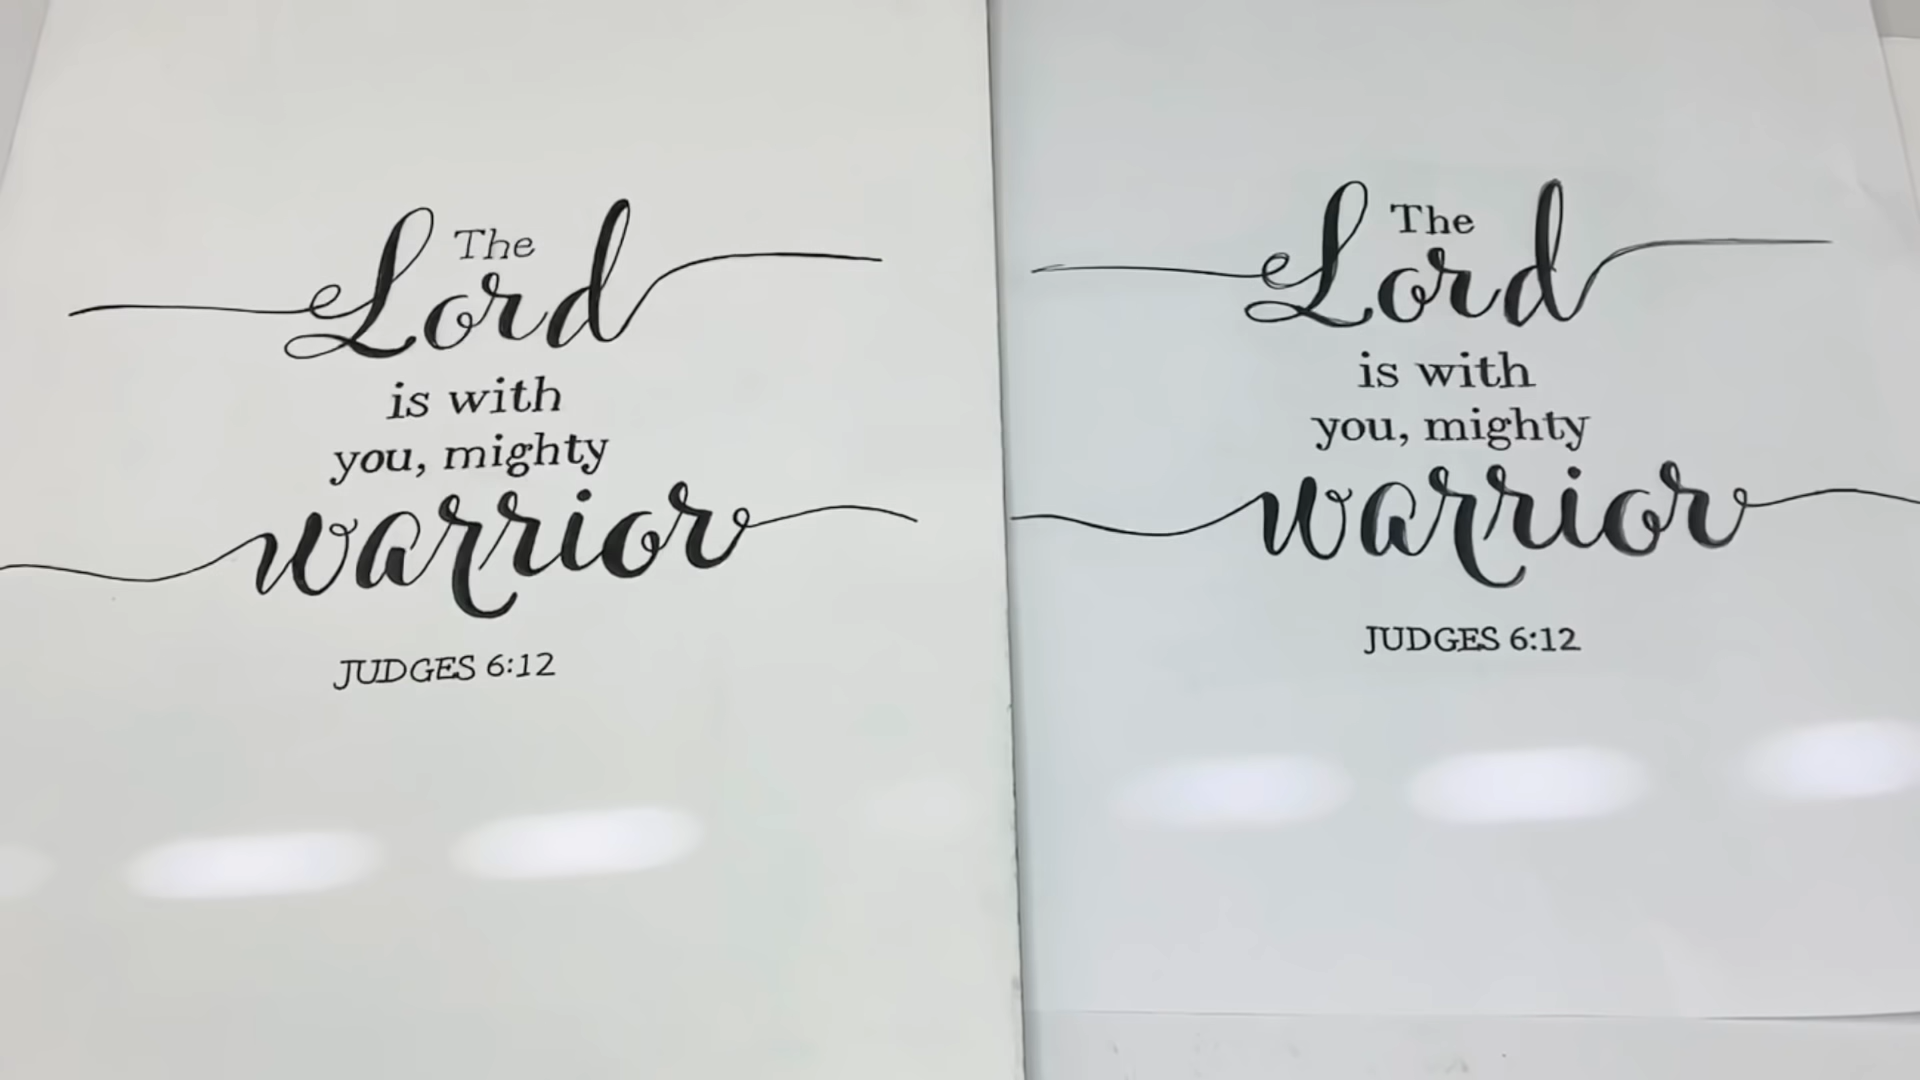 The
Lord
is with
you, mighty
warrior
JUDGES 6:12
The
Lord
is with
you, mighty
warrior
JUDGES 6:12